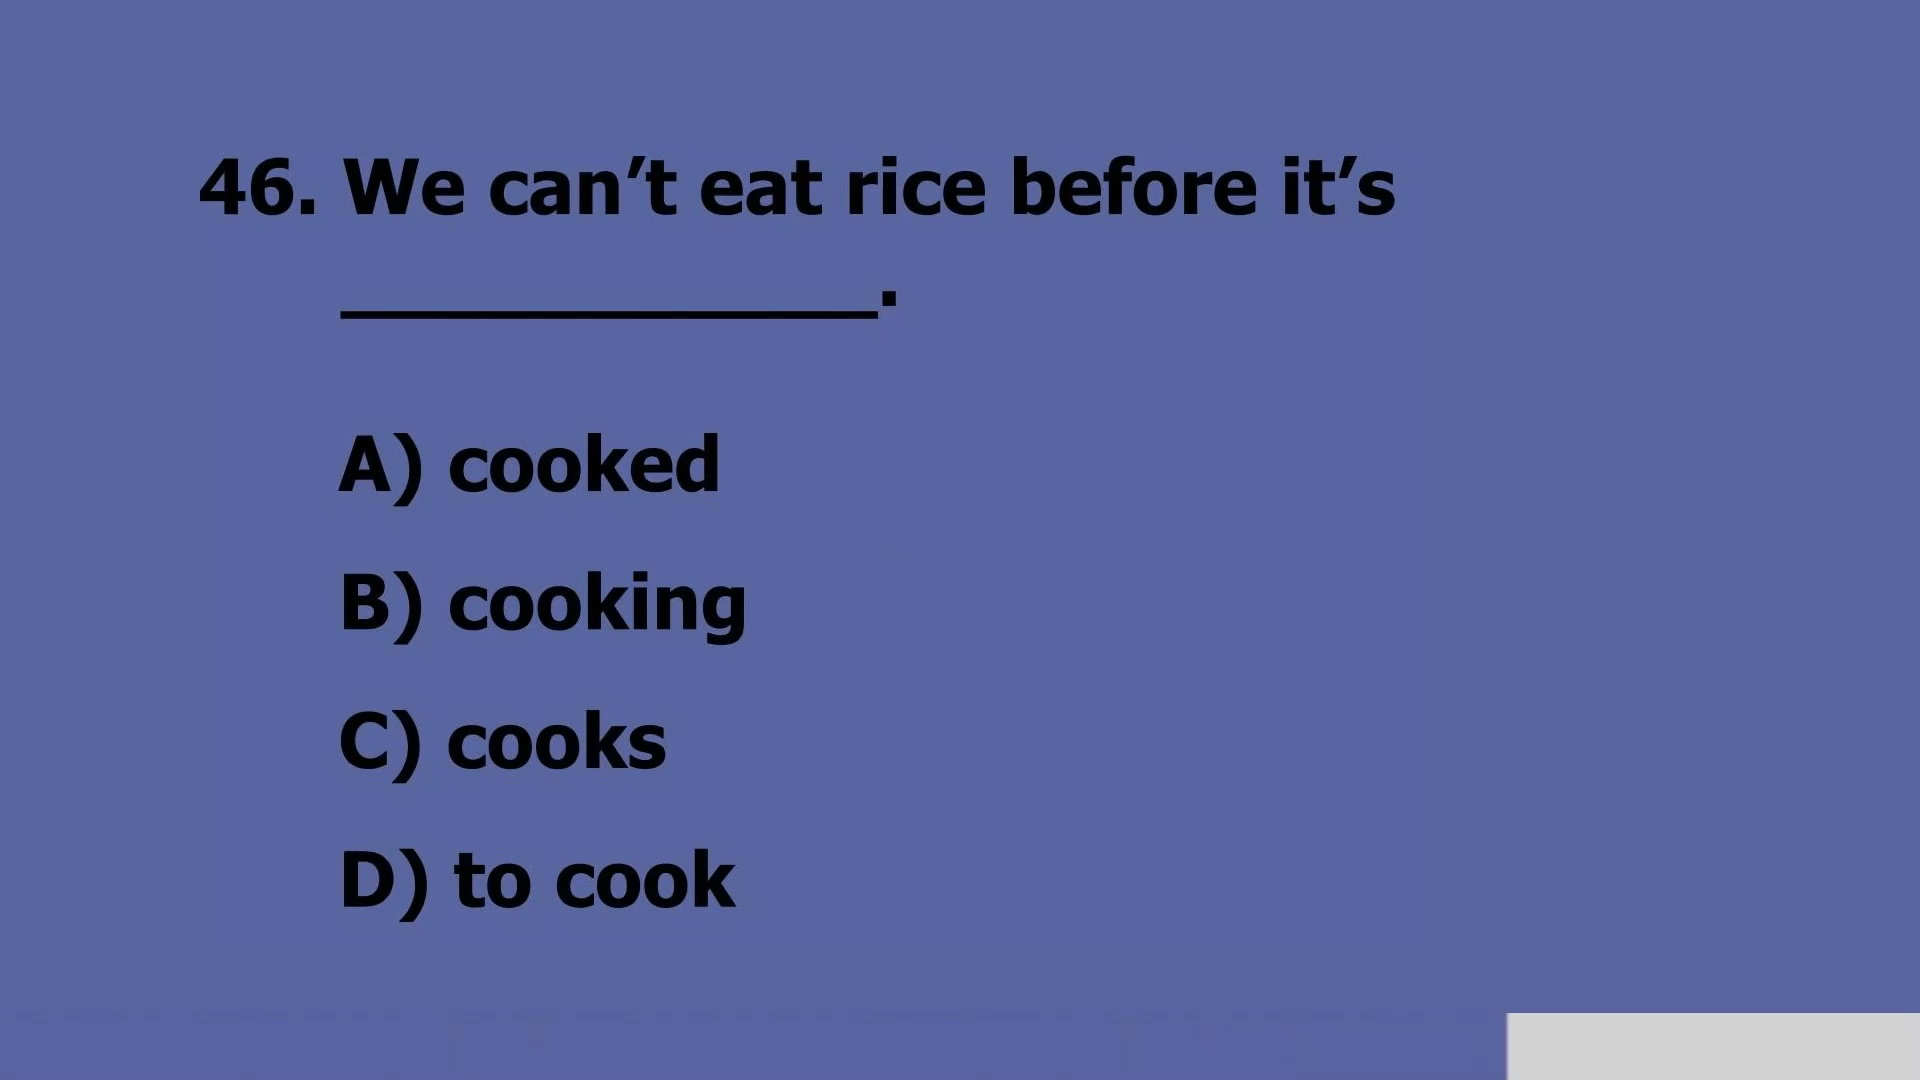 46. We can’t eat rice before it’s
______________.
A) cooked
B) cooking
C) cooks
D) to cook